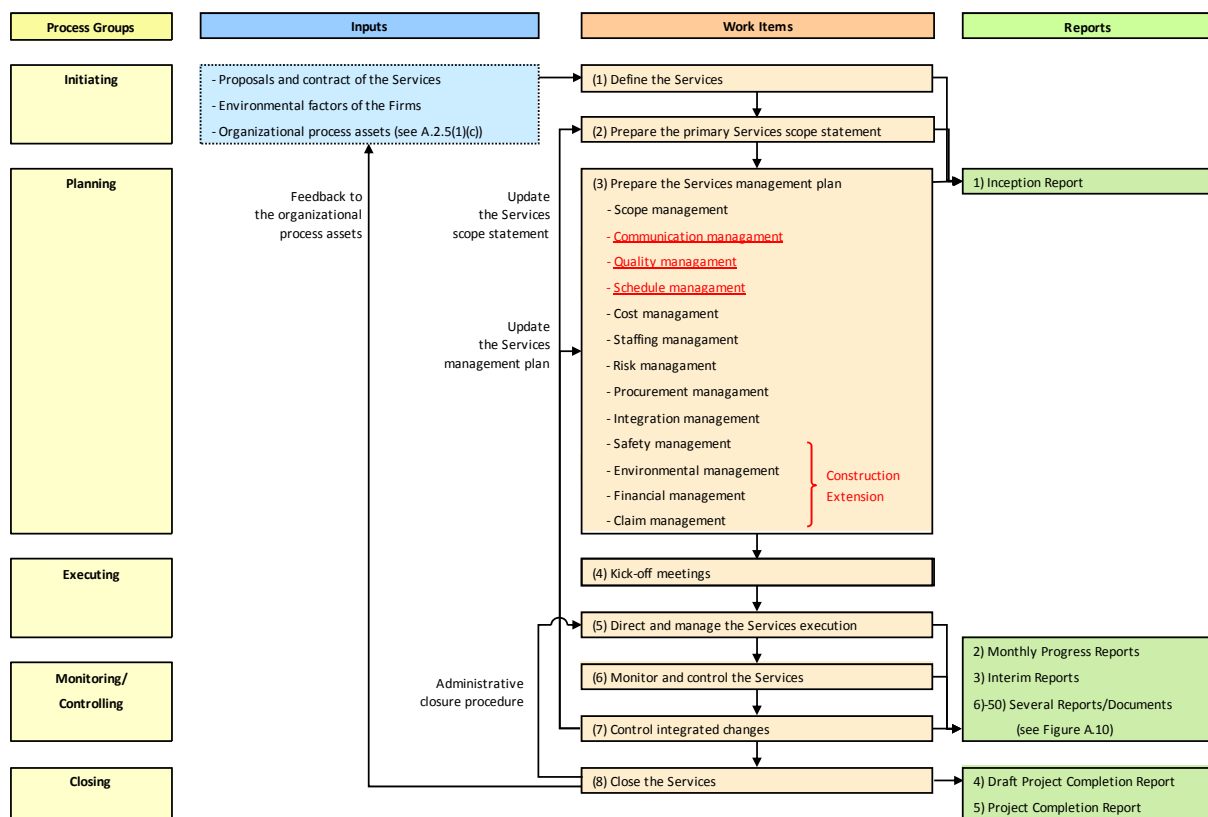 Process Groups
Inputs
Work Items
Reports
Initiating
- Proposals and contract of the Services
- Environmental factors of the Firms
- Organizational process assets (see A.2.5(1)(c))
(1) Define the Services
(2) Prepare the primary Services scope statement
Planning
Feedback to
the organizational
process assets
Update
the Services
scope statement
Update
the Services
management plan
(3) Prepare the Services management plan
- Scope management
- Communication managament
- Quality managament
- Schedule managament
- Cost managament
- Staffing managament
- Risk managament
- Procurement managament
- Integration management
- Safety management
- Environmental management
- Financial management
- Claim management
Construction
Extension
1) Inception Report
Executing
(4) Kick-off meetings
(5) Direct and manage the Services execution
Monitoring/
Controlling
Administrative
closure procedure
(6) Monitor and control the Services
(7) Control integrated changes
2) Monthly Progress Reports
3) Interim Reports
6)-50) Several Reports/Documents
(see Figure A.10)
Closing
(8) Close the Services
4) Draft Project Completion Report
5) Project Completion Report